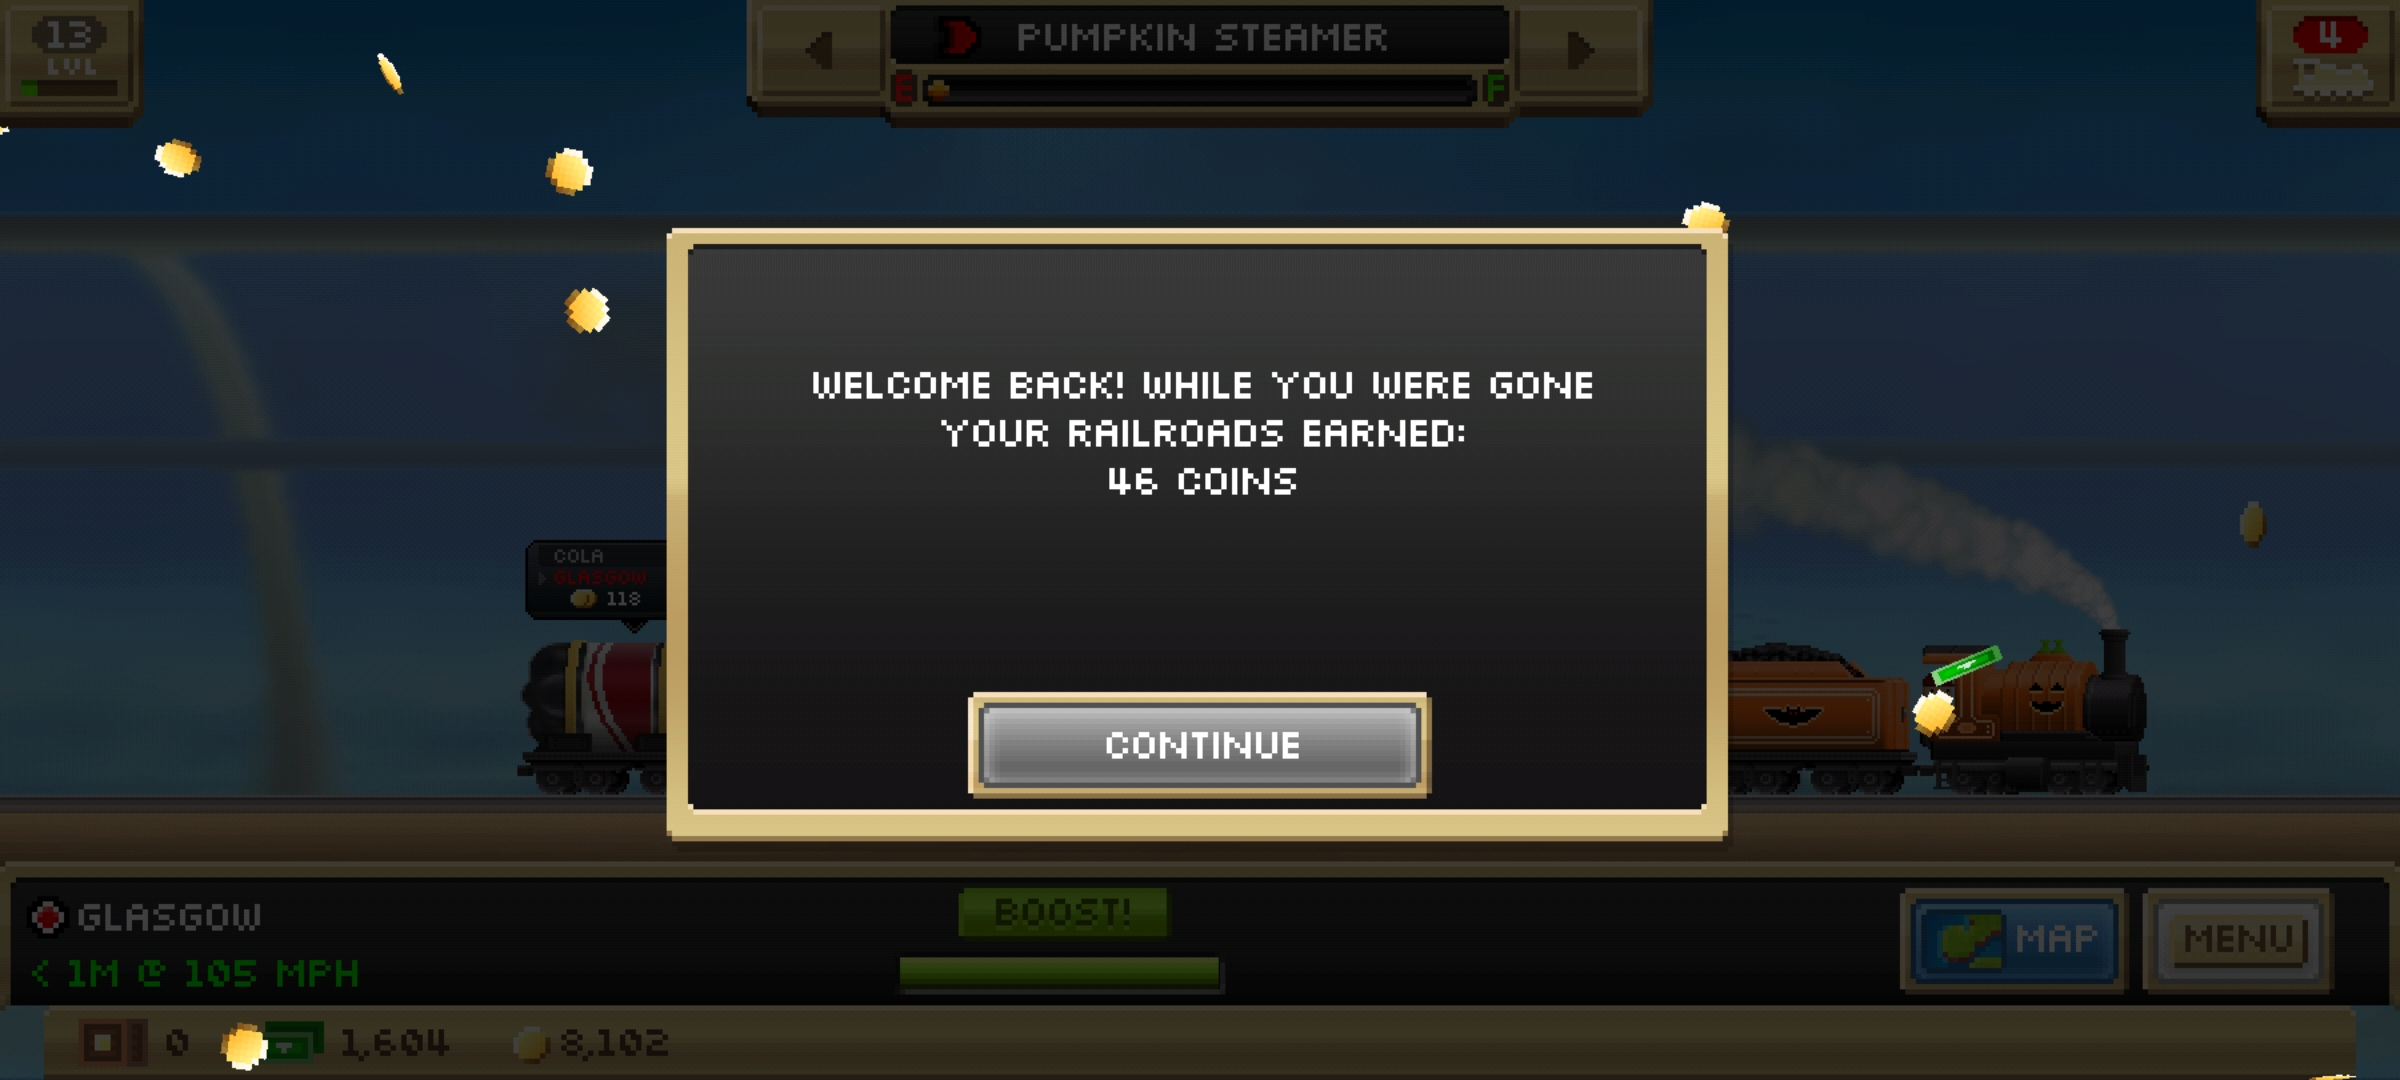 13
LVL
PUMPKIN STEAMER
E
F
4
WELCOME BACK! WHILE YOU WERE GONE
YOUR RAILROADS EARNED:
46 COINS
CONTINUE
COLA
GLASGOW
118
GLASGOW
< 1M @ 105 MPH
BOOST!
MAP
MENU
0
1,604
8,102